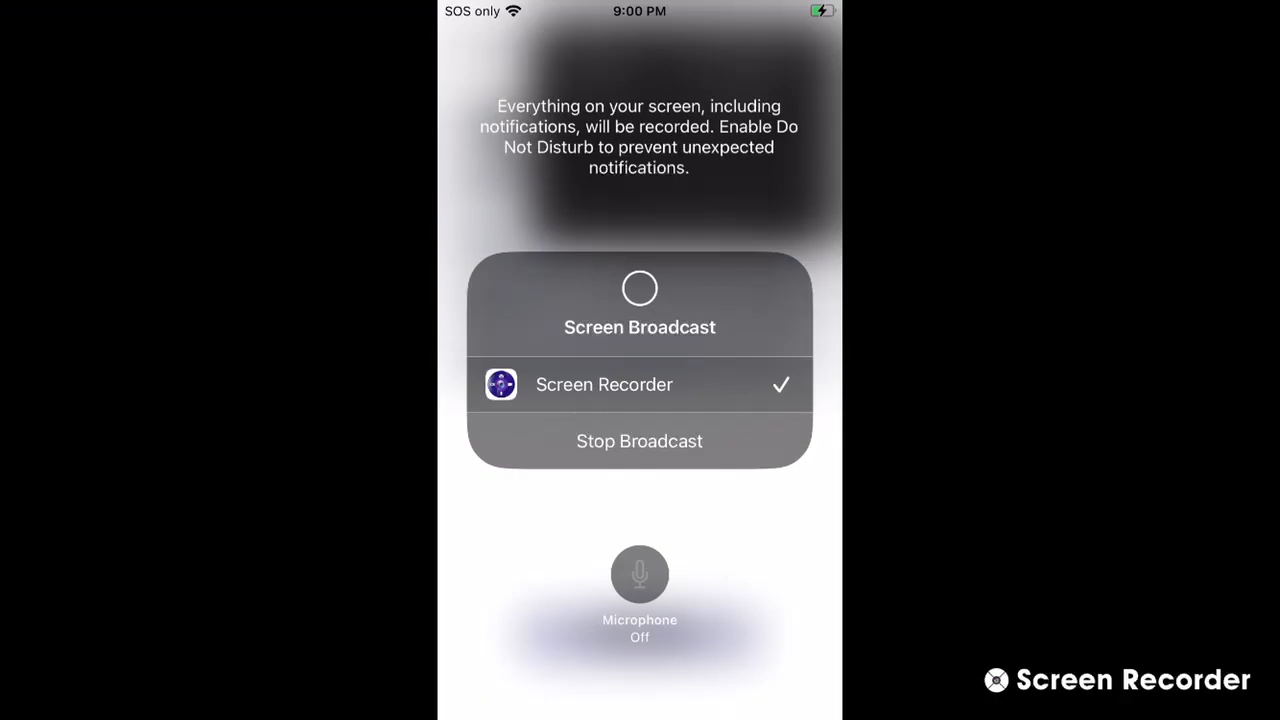 SOS only
9:00 PM
Everything on your screen, including
notifications, will be recorded. Enable Do
Not Disturb to prevent unexpected
notifications.
Screen Broadcast
Screen Recorder
Stop Broadcast
Microphone
Off
Screen Recorder